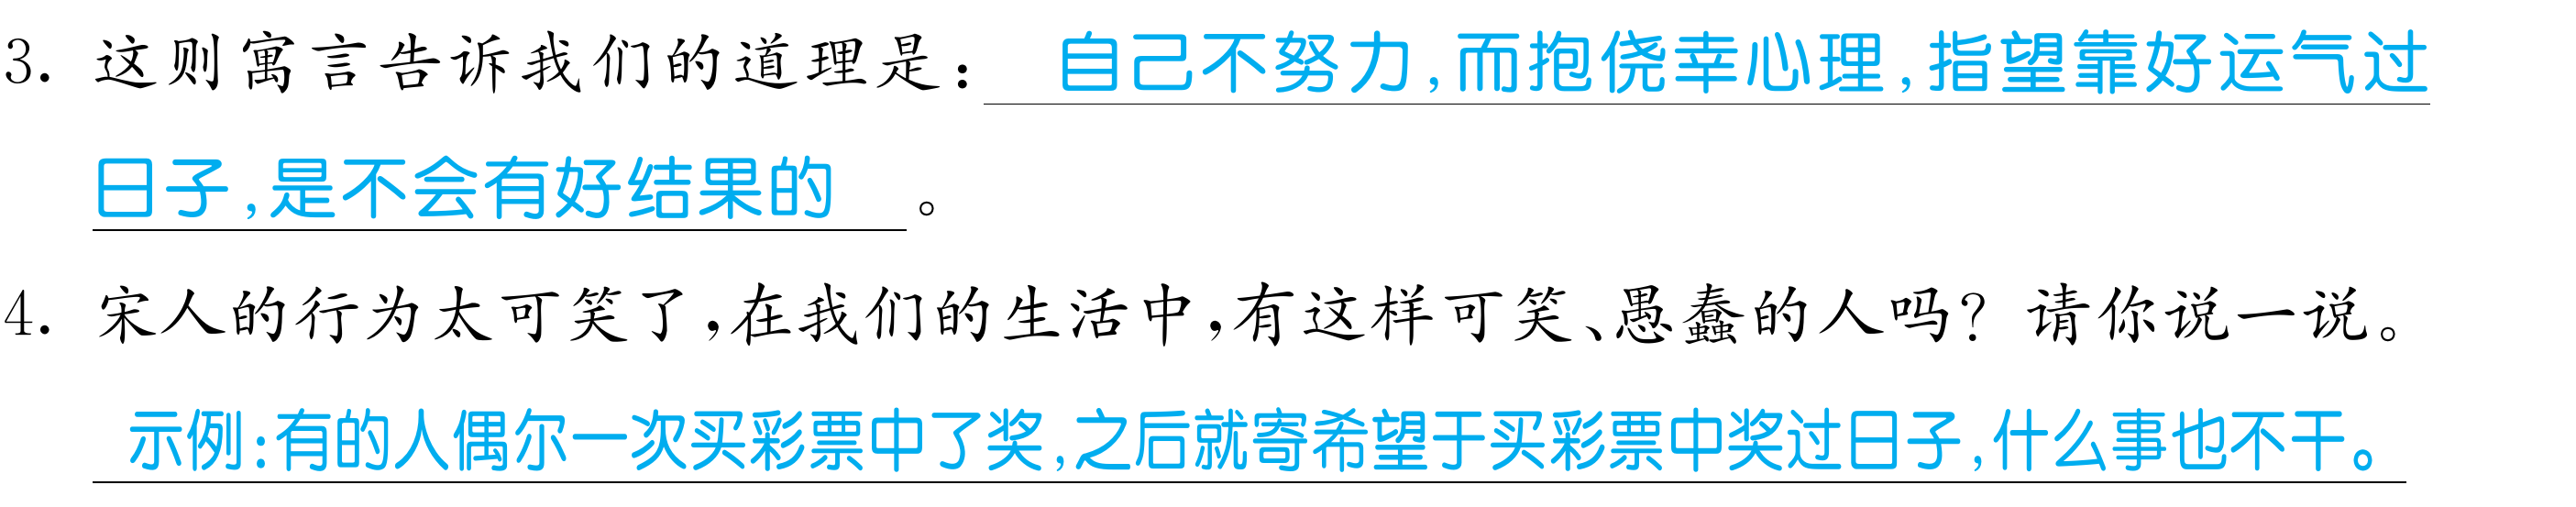 3. 这则寓言告诉我们的道理是：自己不努力,而抱侥幸心理,指望靠好运气过
日子,是不会有好结果的。
4. 宋人的行为太可笑了,在我们的生活中,有这样可笑、愚蠢的人吗？请你说一说。
示例:有的人偶尔一次买彩票中了奖,之后就寄希望于买彩票中奖过日子,什么事也不干。